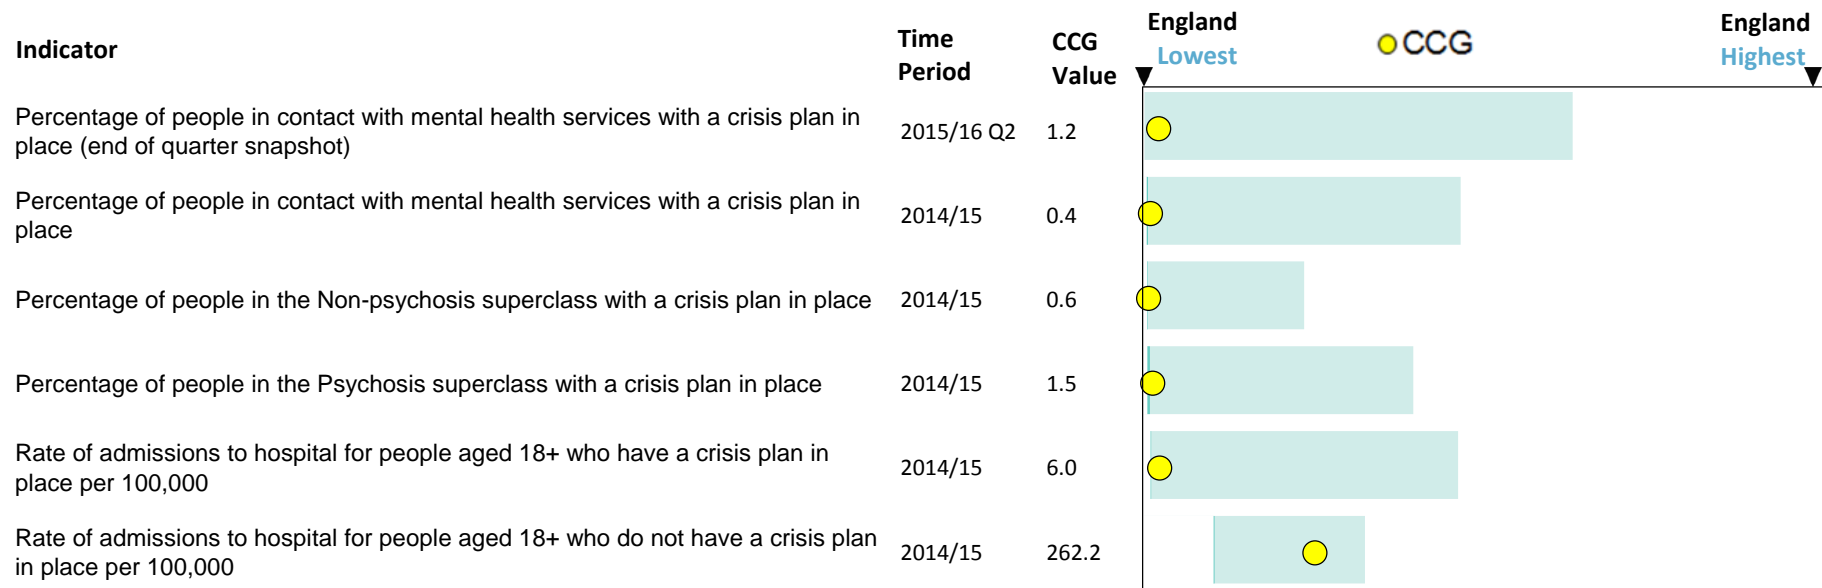 Indicator
Time
Period
CCG
Value
England
Lowest
CCG
England
Highest
Percentage of people in contact with mental health services with a crisis plan in
place (end of quarter snapshot)
2015/16 Q2
1.2
Percentage of people in contact with mental health services with a crisis plan in
place
2014/15
0.4
Percentage of people in the Non-psychosis superclass with a crisis plan in place
2014/15
0.6
Percentage of people in the Psychosis superclass with a crisis plan in place
2014/15
1.5
Rate of admissions to hospital for people aged 18+ who have a crisis plan in
place per 100,000
2014/15
6.0
Rate of admissions to hospital for people aged 18+ who do not have a crisis plan
in place per 100,000
2014/15
262.2